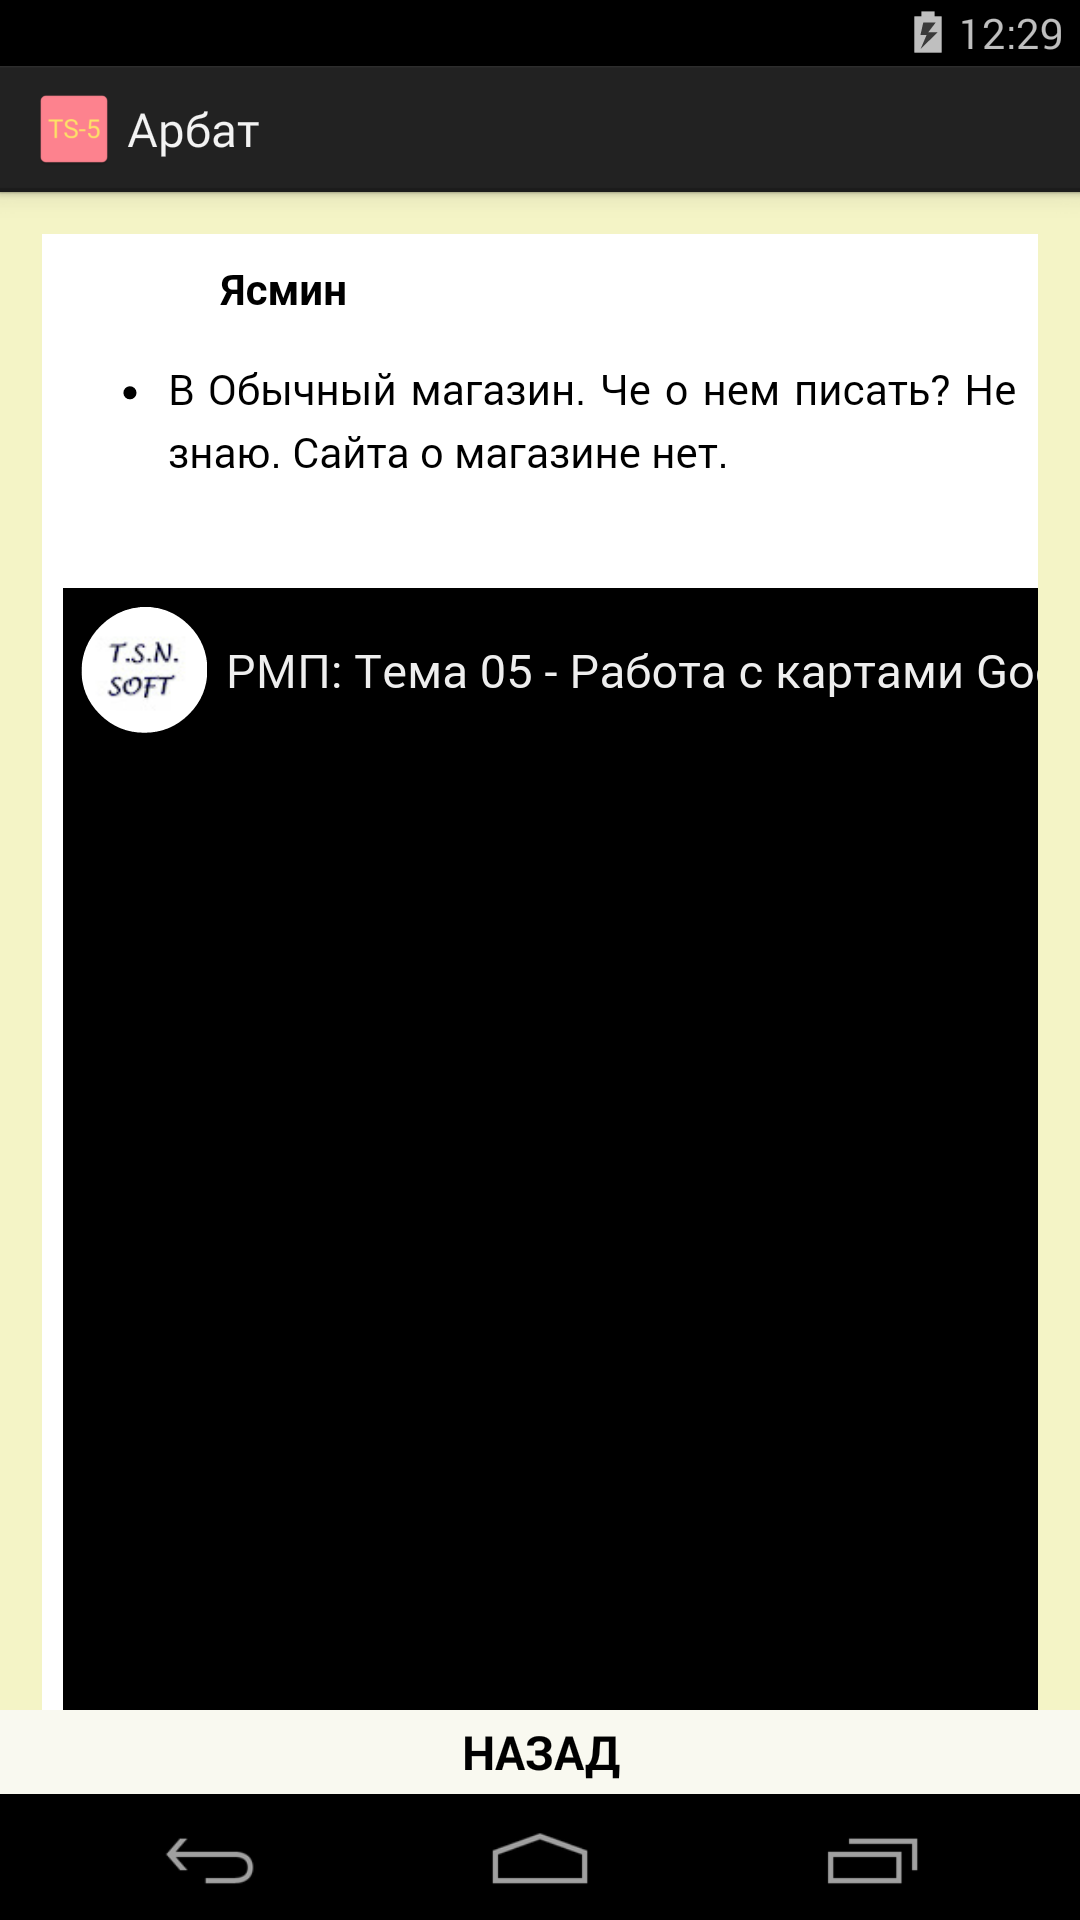 12:29
TS-5 Арбат
Ясмин
• В Обычный магазин. Че о нем писать? Не
знаю. Сайта о магазине нет.
T.S.N.
SOFT
РМП: Тема 05 - Работа с картами Go
НАЗАД